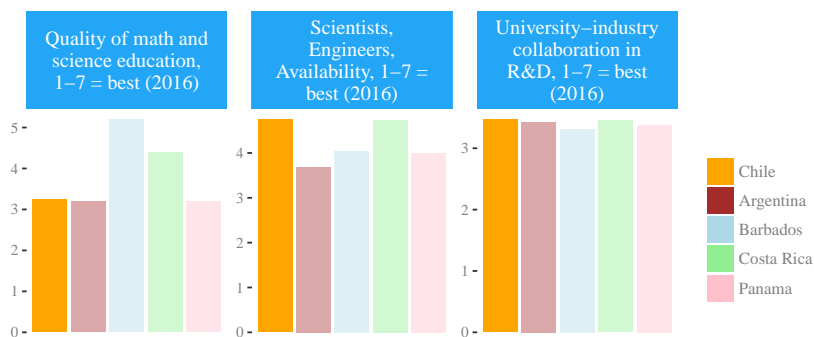 Quality of math and
science education,
1−7 = best (2016)
Scientists,
Engineers,
Availability, 1−7 =
best (2016)
University−industry
collaboration in
R&D, 1−7 = best
(2016)
5
4
3
2
1
0
4
3
2
1
0
3
2
1
0
Chile
Argentina
Barbados
Costa Rica
Panama